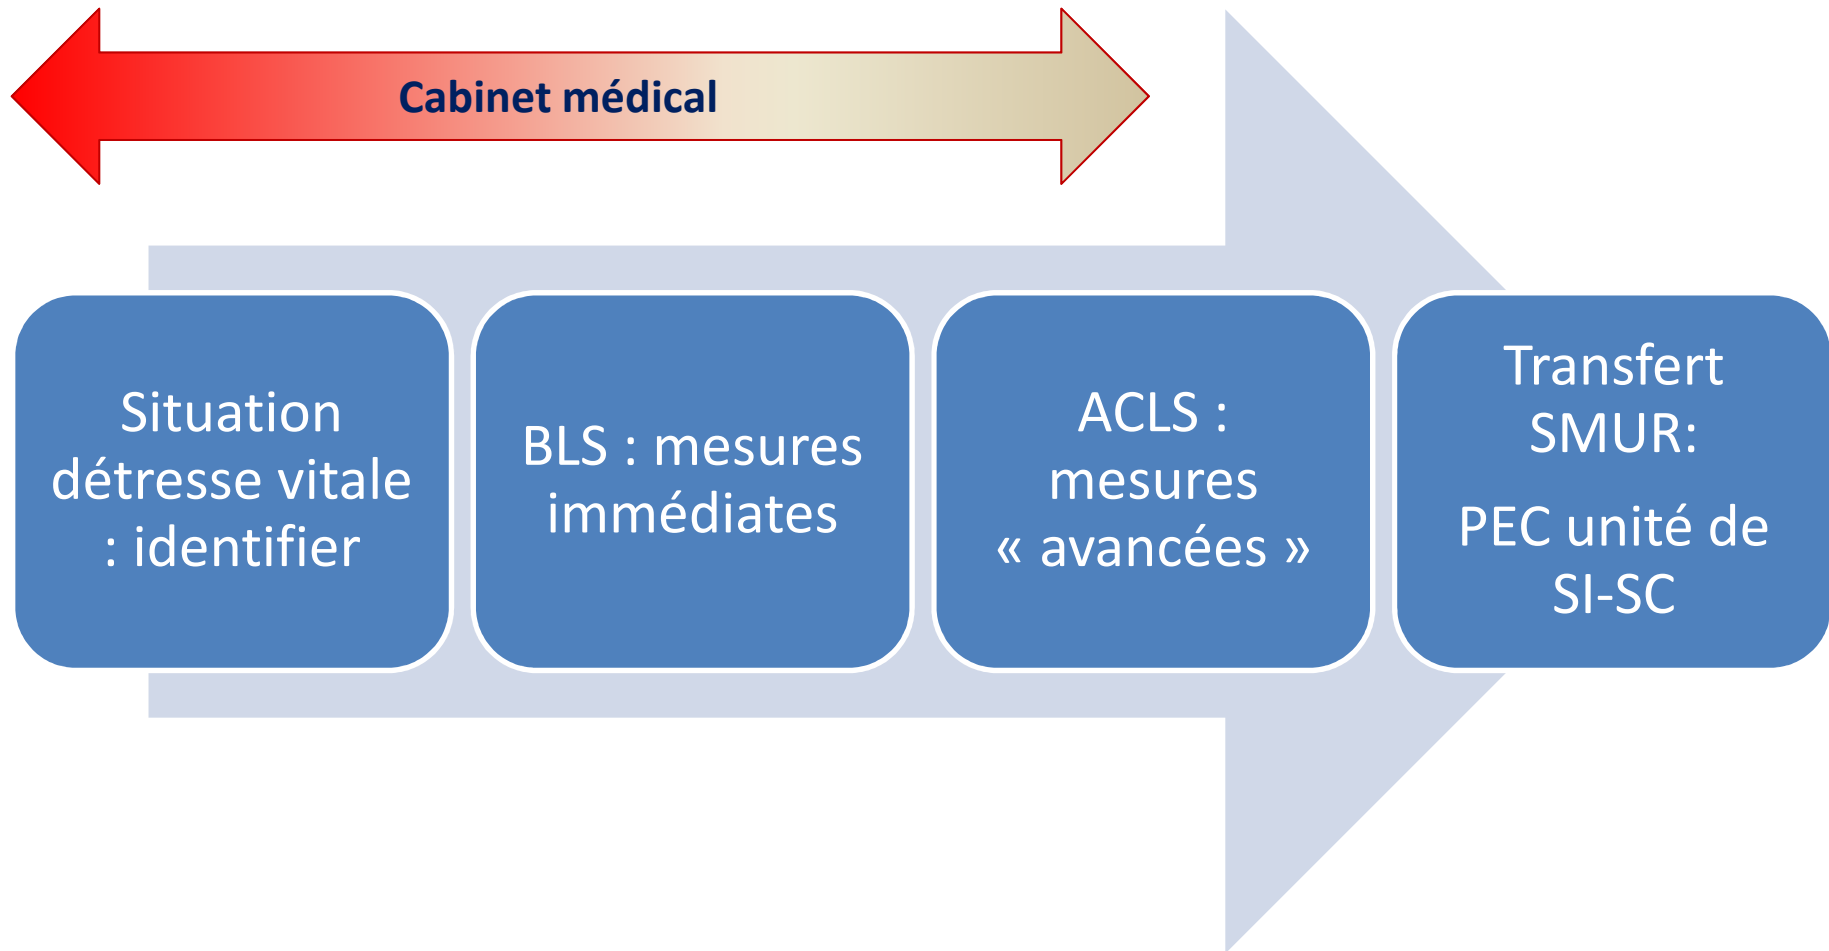 Cabinet médical
Situation
détresse vitale
: identifier
BLS : mesures
immédiates
ACLS :
mesures
« avancées »
Transfert
SMUR:
PEC unité de
SI-SC